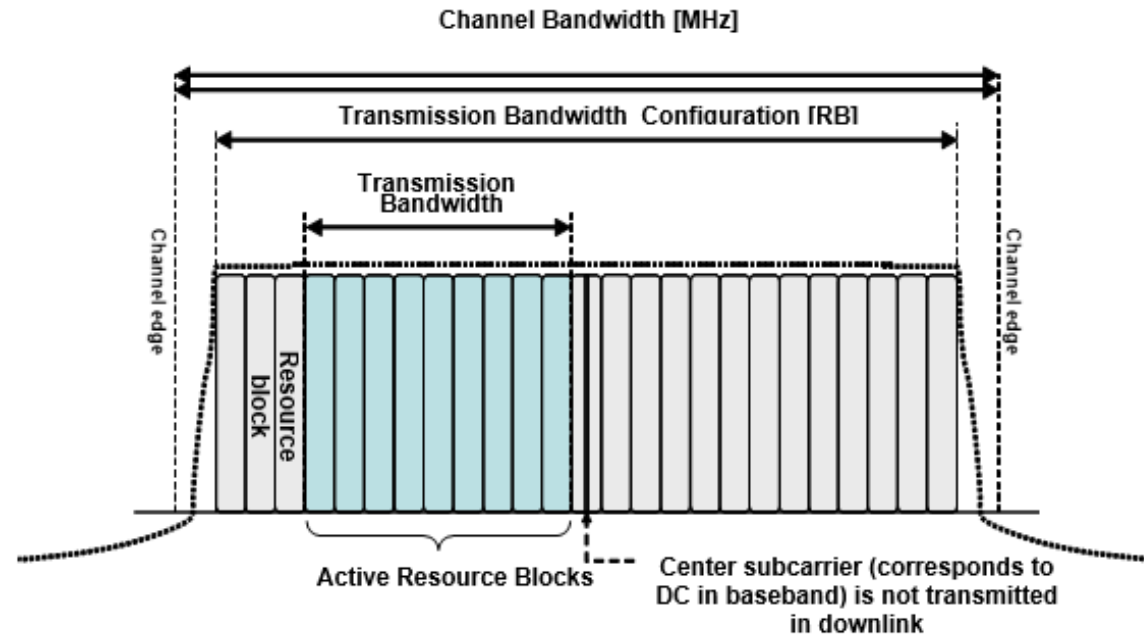 Channel Bandwidth [MHz]
Transmission Bandwidth Configuration [RB]
Transmission
Bandwidth
Channel edge
Channel edge
Resource
block
Active Resource Blocks
Center subcarrier (corresponds to
DC in baseband) is not transmitted
in downlink